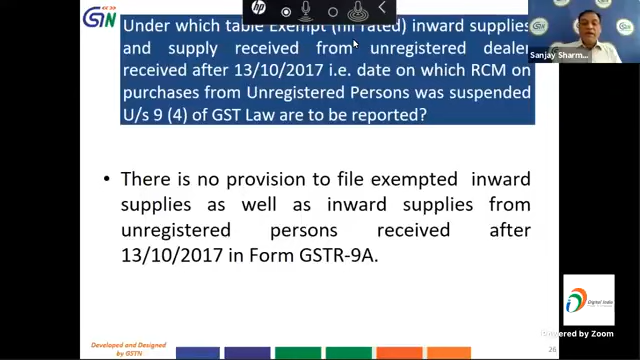 GSTN
hp
Under which table Exempt (nil rated) inward supplies
and supply received from unregistered dealer
received after 13/10/2017 i.e. date on which RCM on
purchases from Unregistered Persons was suspended
U/s 9 (4) of GST Law are to be reported?
Sanjay Sharm...
• There is no provision to file exempted inward
supplies as well as inward supplies from
unregistered persons received after
13/10/2017 in Form GSTR-9A.
Digital India
Powered by Zoom
Developed and Designed
by GSTN
26